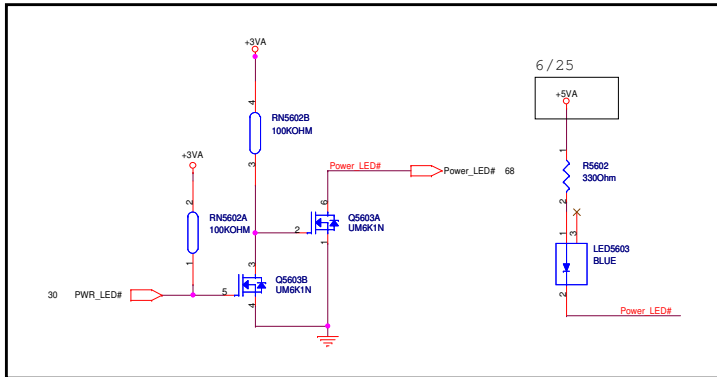 +3VA
4
RN5602B
100KOHM
3
+3VA
2
RN5602A
100KOHM
1
30 PWR_LED#
5
3
Q5603B
UM6K1N
4
2
6
Q5603A
UM6K1N
1
Power_LED#
Power_LED# 68
6/25
+5VA
1
R5602
330Ohm
2
1
3
LED5603
BLUE
2
Power_LED#